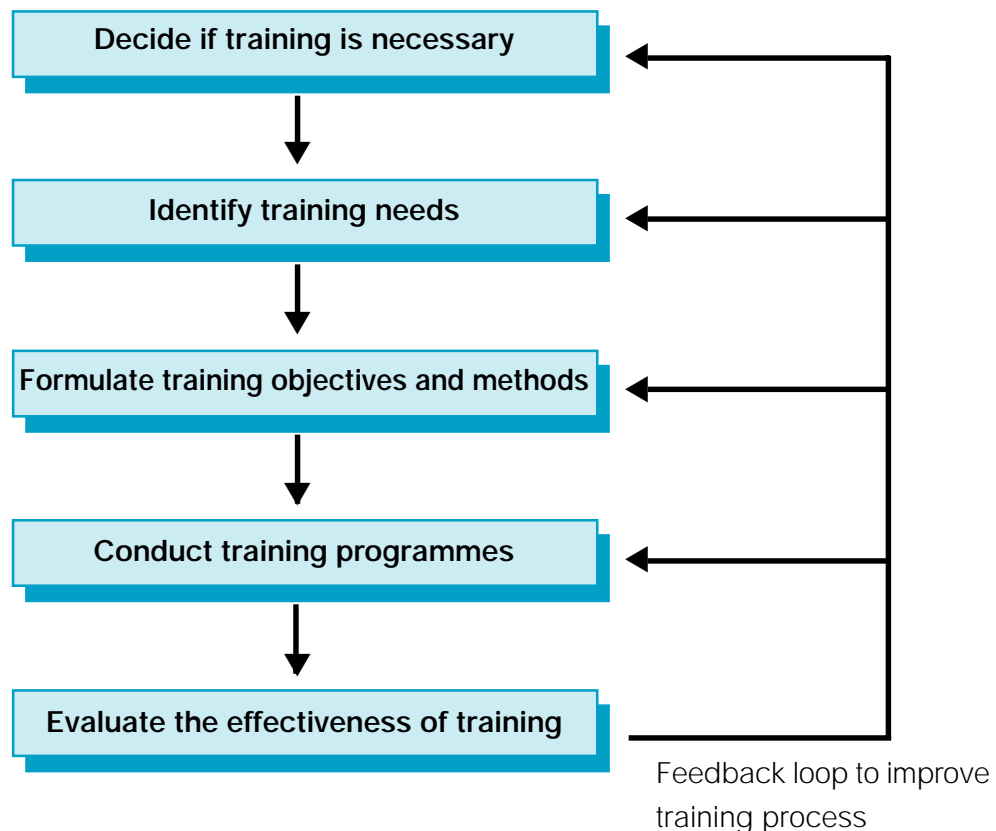 Decide if training is necessary
Identify training needs
Formulate training objectives and methods
Conduct training programmes
Evaluate the effectiveness of training
Feedback loop to improve
training process